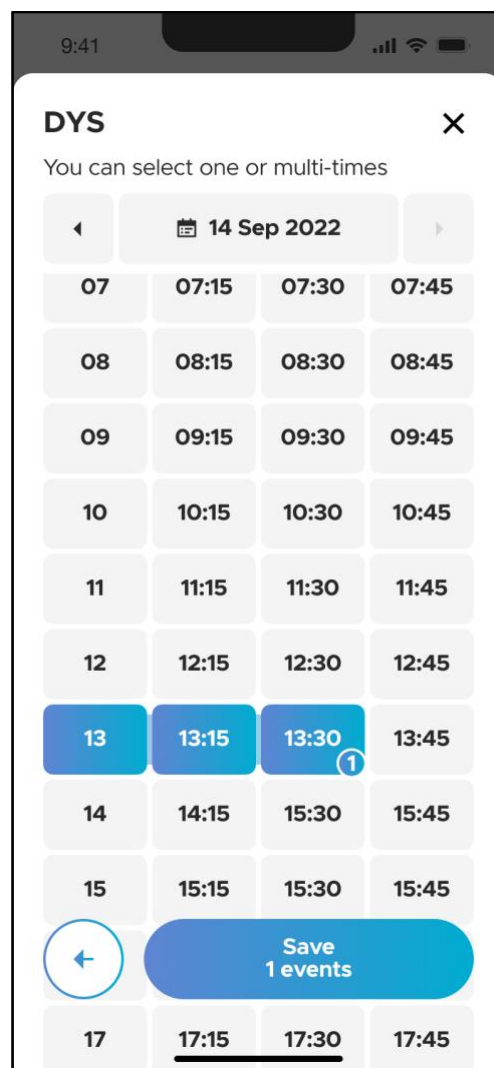 9:41
DYS
You can select one or multi-times
14 Sep 2022
07 07:15 07:30 07:45
08 08:15 08:30 08:45
09 09:15 09:30 09:45
10 10:15 10:30 10:45
11 11:15 11:30 11:45
12 12:15 12:30 12:45
13 13:15 13:30 13:45
1
14 14:15 15:30 15:45
15 15:15 15:30 15:45
Save
1 events
17 17:15 17:30 17:45